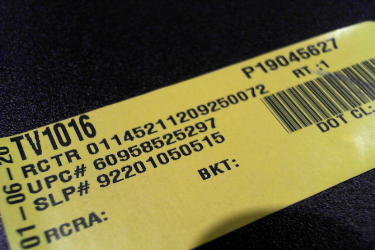 P19045627
RT :1
TV1016
RCTR 01145211209250072
UPC# 60958525297
SLP# 92201050515
BKT:
DOT CL:
RCRA:
01-06-20